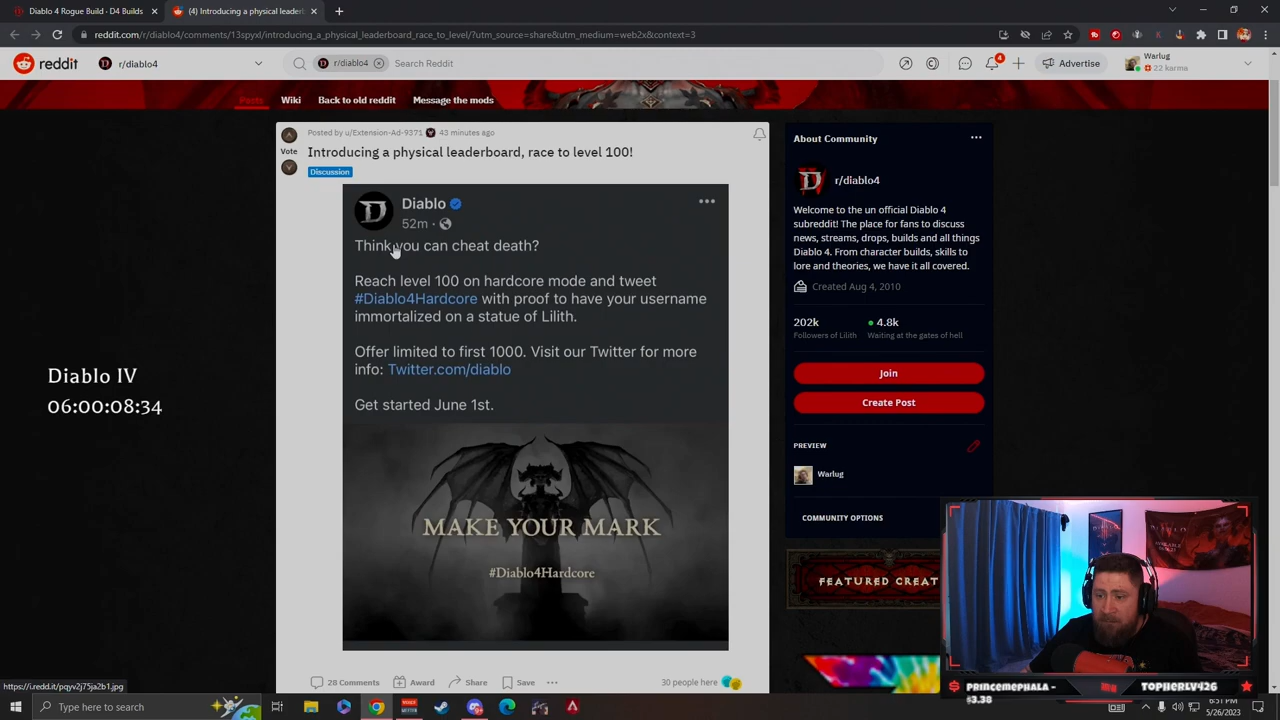 Diablo 4 Rogue Build - D4 Builds
(4) Introducing a physical leaderb
reddit.com/r/diablo4/comments/13spyxl/introducing_a_physical_leaderboard_race_to_level/?utm_source=share&utm_medium=web2x&context=3
reddit
r/diablo4
r/diablo4
Search Reddit
4
Advertise
Warlug
22 karma
Posts
Wiki
Back to old reddit
Message the mods
Vote
Posted by u/Extension-Ad-9371 43 minutes ago
Introducing a physical leaderboard, race to level 100!
Discussion
Diablo
52m
Think you can cheat death?
Reach level 100 on hardcore mode and tweet
#Diablo4Hardcore with proof to have your username
immortalized on a statue of Lilith.
Offer limited to first 1000. Visit our Twitter for more
info: Twitter.com/diablo
Get started June 1st.
MAKE YOUR MARK
#Diablo4Hardcore
28 Comments
Award
Share
Save
30 people here
About Community
r/diablo4
Welcome to the un official Diablo 4
subreddit! The place for fans to discuss
news, streams, drops, builds and all things
Diablo 4. From character builds, skills to
lore and theories, we have it all covered.
Created Aug 4, 2010
202k
4.8k
Followers of Lilith
Waiting at the gates of hell
Join
Create Post
PREVIEW
Warlug
COMMUNITY OPTIONS
FEATURED CREAT
Diablo IV
06:00:08:34
PRINCEMEPHALA -
$3.38
TOPHERLY426
https://i.redd.it/pqyv2j75ja2b1.jpg
Type here to search
6:51 PM
5/26/2023